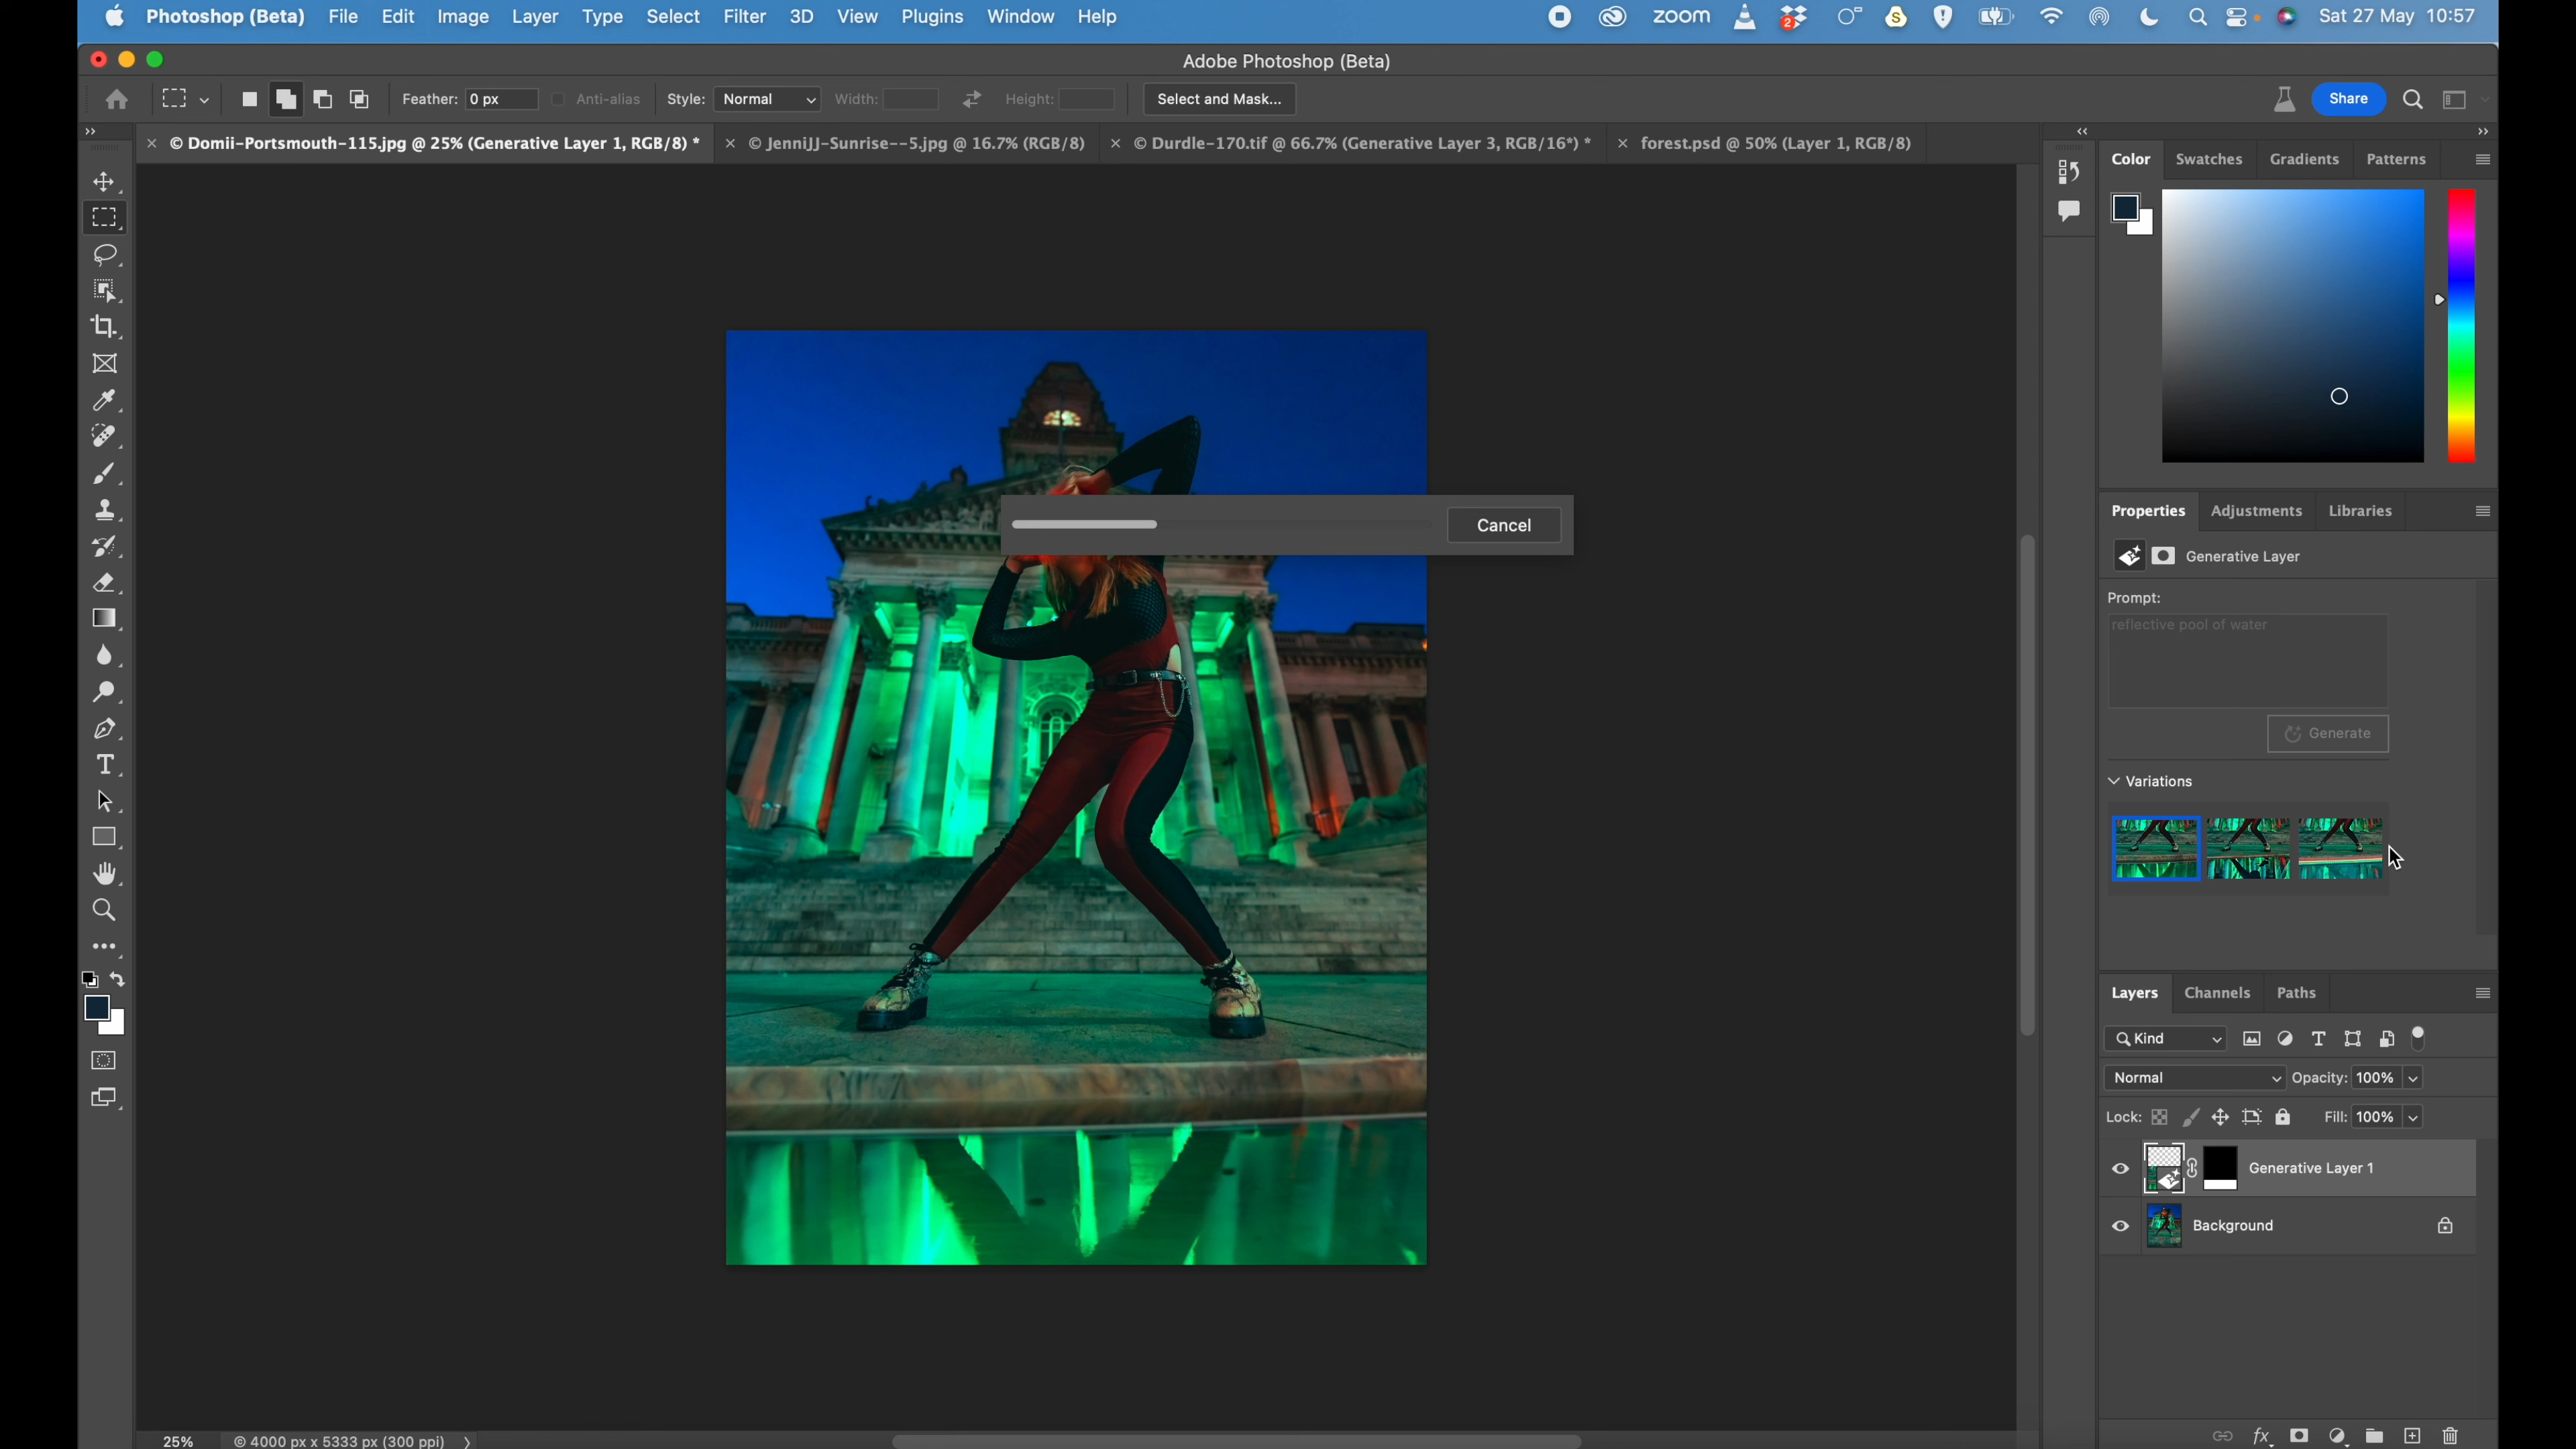 Photoshop (Beta) File Edit Image Layer Type Select Filter 3D View Plugins Window Help zoom 2 S Sat 27 May 10:57
Adobe Photoshop (Beta)
Feather: 0 px Anti-alias Style: Normal Width: Height: Select and Mask... Share
© Domii-Portsmouth-115.jpg @ 25% (Generative Layer 1, RGB/8) * © JenniJJ-Sunrise--5.jpg @ 16.7% (RGB/8) © Durdle-170.tif @ 66.7% (Generative Layer 3, RGB/16*) * forest.psd @ 50% (Layer 1, RGB/8)
Color Swatches Gradients Patterns
Cancel
Properties Adjustments Libraries
Generative Layer
Prompt:
reflective pool of water
Generate
Variations
Layers Channels Paths
Kind
Normal Opacity: 100%
Lock: Fill: 100%
Generative Layer 1
Background
25% © 4000 px x 5333 px (300 ppi)
fx